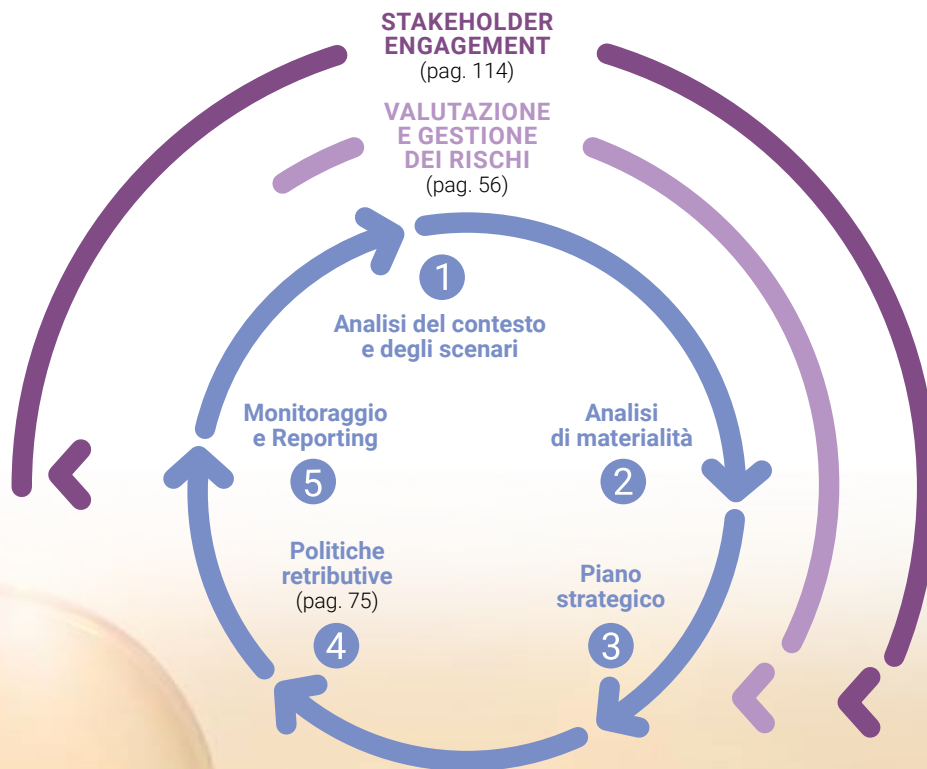 STAKEHOLDER
ENGAGEMENT
(pag. 114)
VALUTAZIONE
E GESTIONE
DEI RISCHI
(pag. 56)
1
Analisi del contesto
e degli scenari
Analisi
di materialità
2
Piano
strategico
3
Politiche
retributive
(pag. 75)
4
Monitoraggio
e Reporting
5